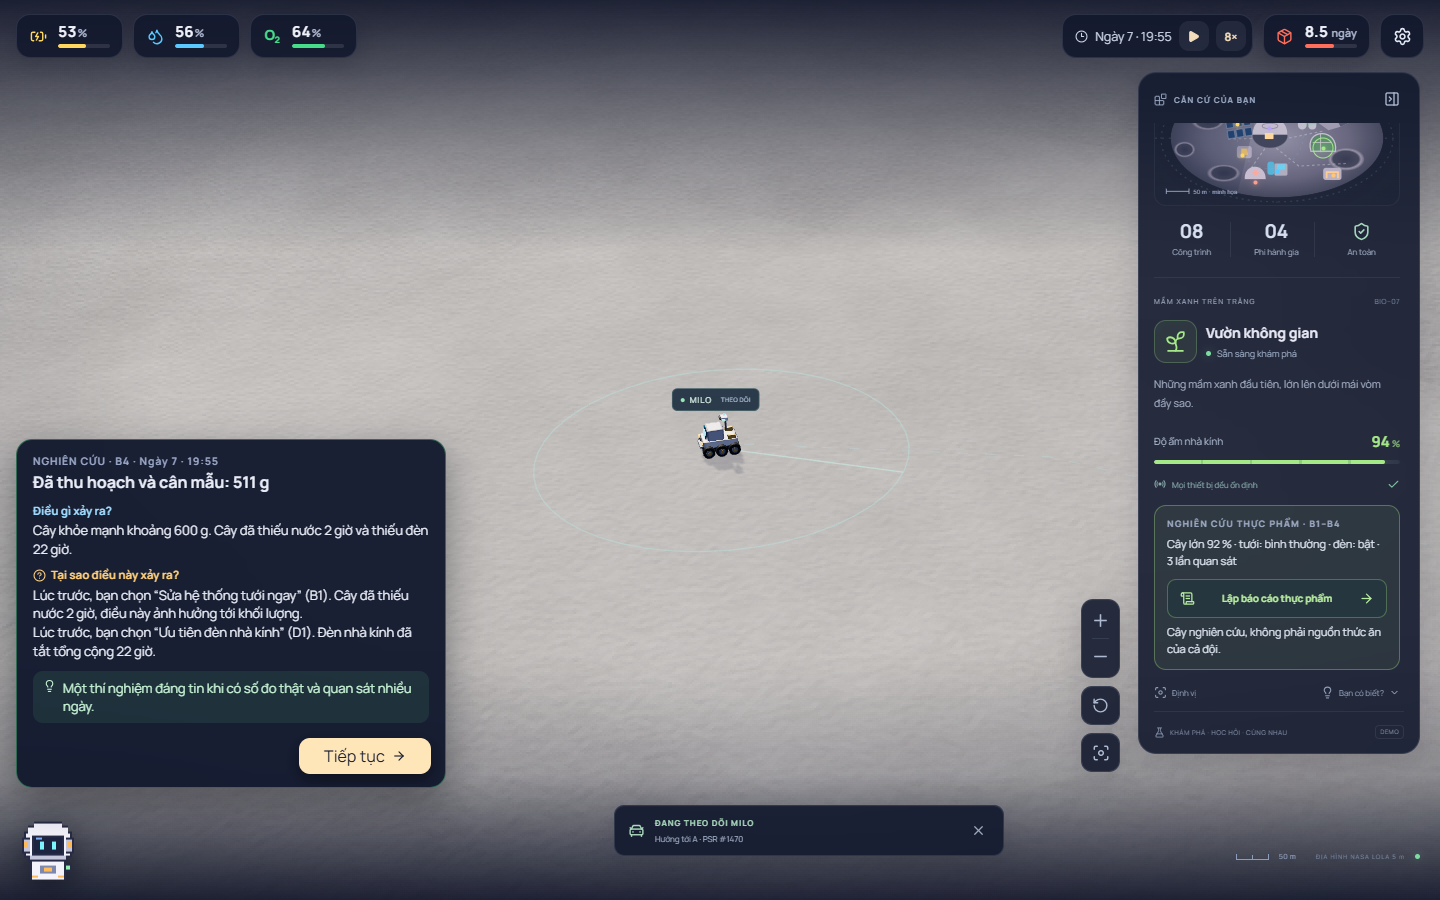 53%
56%
O₂ 64%
Ngày 7 · 19:55
8×
8.5 ngày
CĂN CỨ CỦA BẠN
50 m · minh họa
08
Công trình
04
Phi hành gia
An toàn
MẦM XANH TRÊN TRĂNG
BIO-07
Vườn không gian
Sẵn sàng khám phá
Những mầm xanh đầu tiên, lớn lên dưới mái vòm
đầy sao.
Độ ẩm nhà kính
94%
Mọi thiết bị đều ổn định
NGHIÊN CỨU THỰC PHẨM · B1–B4
Cây lớn 92 % · tưới: bình thường · đèn: bật ·
3 lần quan sát
Lập báo cáo thực phẩm
Cây nghiên cứu, không phải nguồn thức ăn
của cả đội.
Định vị
Bạn có biết?
KHÁM PHÁ · HỌC HỎI · CÙNG NHAU
DEMO
MILO THEO DÕI
NGHIÊN CỨU · B4 · Ngày 7 · 19:55
Đã thu hoạch và cân mẫu: 511 g
Điều gì xảy ra?
Cây khỏe mạnh khoảng 600 g. Cây đã thiếu nước 2 giờ và thiếu đèn
22 giờ.
Tại sao điều này xảy ra?
Lúc trước, bạn chọn “Sửa hệ thống tưới ngay” (B1). Cây đã thiếu
nước 2 giờ, điều này ảnh hưởng tới khối lượng.
Lúc trước, bạn chọn “Ưu tiên đèn nhà kính” (D1). Đèn nhà kính đã
tắt tổng cộng 22 giờ.
Một thí nghiệm đáng tin khi có số đo thật và quan sát nhiều
ngày.
Tiếp tục
ĐANG THEO DÕI MILO
Hướng tới A · PSR #1470
50 m
ĐỊA HÌNH NASA LOLA 5 m